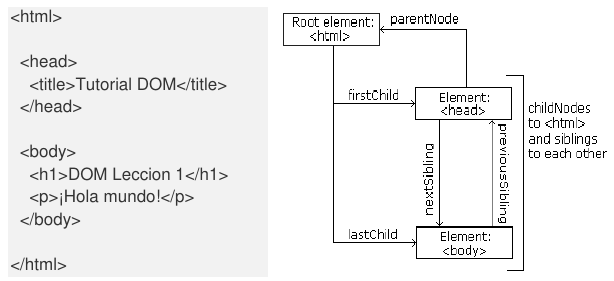 <html>
<head>
<title>Tutorial DOM</title>
</head>
<body>
<h1>DOM Leccion 1</h1>
<p>¡Hola mundo!</p>
</body>
</html>
Root element:
<html>
parentNode
firstChild
Element:
<head>
nextSibling
previousSibling
childNodes
to <html>
and siblings
to each other
lastChild
Element:
<body>